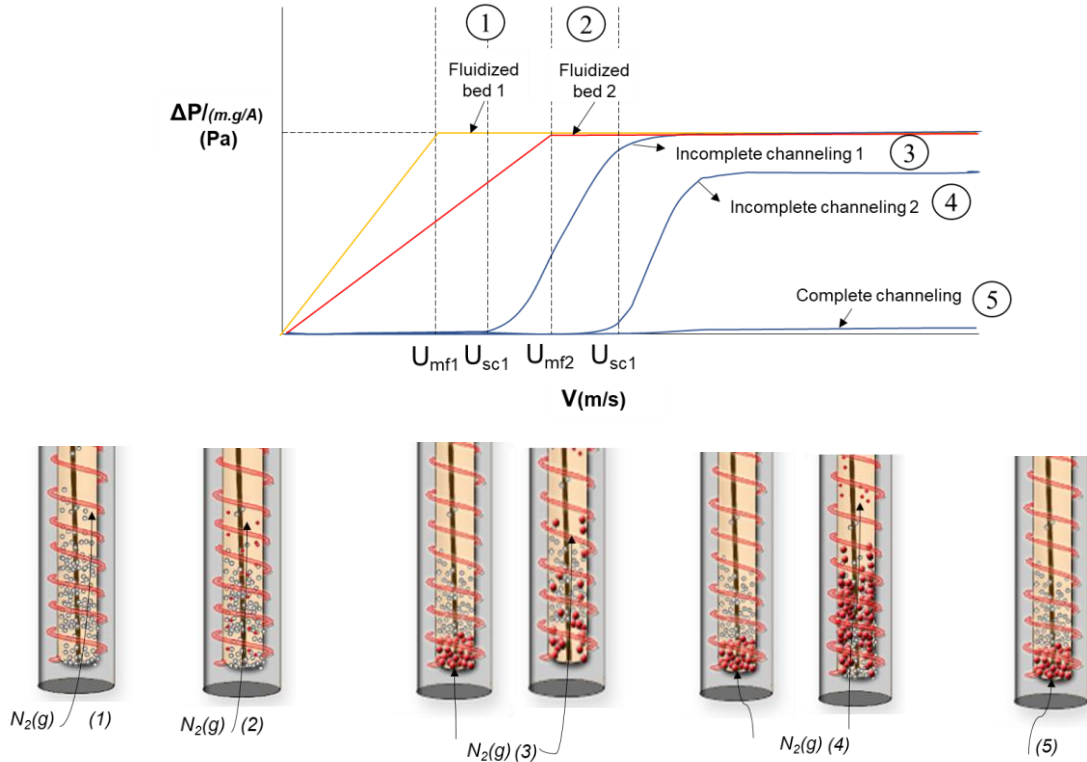 1
2
Fluidized
bed 1
Fluidized
bed 2
ΔP/(m.g/A)
(Pa)
Incomplete channeling 1
3
Incomplete channeling 2
4
Complete channeling
5
Umf1
Usc1
Umf2
Usc1
V(m/s)
N2(g)
(1)
N2(g)
(2)
N2(g) (3)
N2(g) (4)
(5)